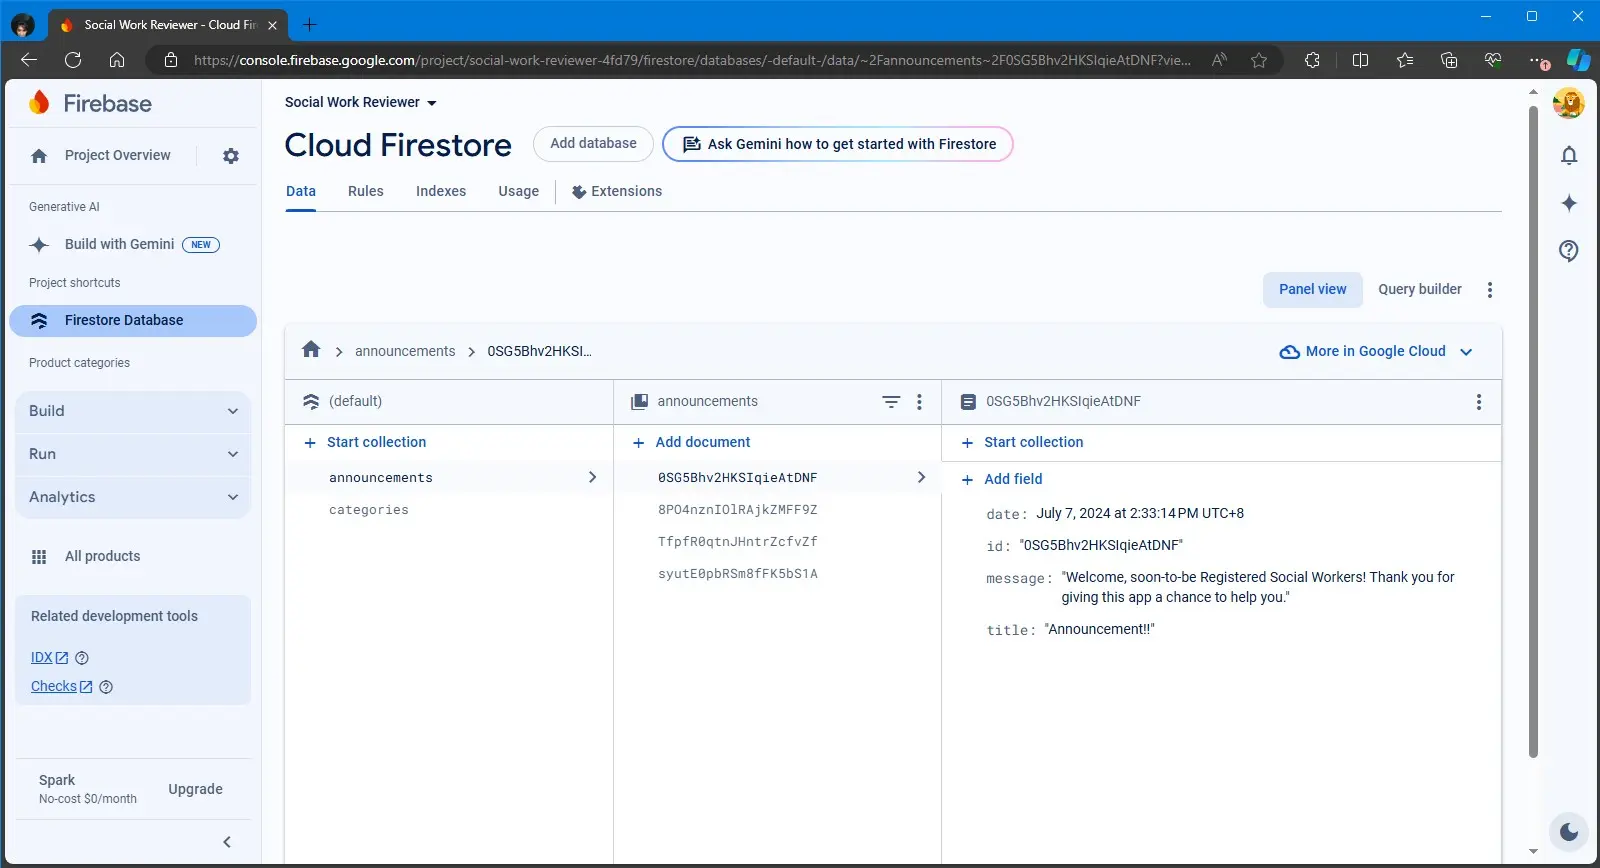 Social Work Reviewer - Cloud Fir
https://console.firebase.google.com/project/social-work-reviewer-4fd79/firestore/databases/-default-/data/~2Fannouncements~2F0SG5Bhv2HKSIqieAtDNF?vie...
Firebase
Project Overview
Generative AI
Build with Gemini NEW
Project shortcuts
Firestore Database
Product categories
Build
Run
Analytics
All products
Related development tools
IDX
Checks
Spark
No-cost $0/month
Upgrade
Social Work Reviewer
Cloud Firestore
Add database
Ask Gemini how to get started with Firestore
Data Rules Indexes Usage Extensions
Panel view Query builder
announcements 0SG5Bhv2HKSI...
More in Google Cloud
(default)
Start collection
announcements
categories
announcements
Add document
0SG5Bhv2HKSIqieAtDNF
8PO4nznIOlRAjkZMFF9Z
TfpfR0qtnJHntrZcfvZf
syutE0pbRSm8fFK5bS1A
0SG5Bhv2HKSIqieAtDNF
Start collection
Add field
date: July 7, 2024 at 2:33:14 PM UTC+8
id: "0SG5Bhv2HKSIqieAtDNF"
message: "Welcome, soon-to-be Registered Social Workers! Thank you for
giving this app a chance to help you."
title: "Announcement!!"